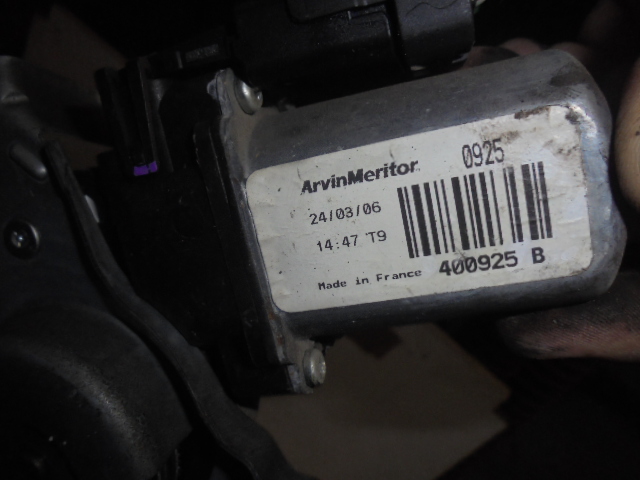 ArvinMeritor 0925
24/03/06
14:47 T9
Made in France 400925 B